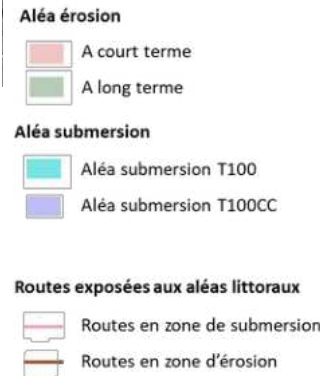 Aléa érosion
A court terme
A long terme
Aléa submersion
Aléa submersion T100
Aléa submersion T100CC
Routes exposées aux aléas littoraux
Routes en zone de submersion
Routes en zone d'érosion